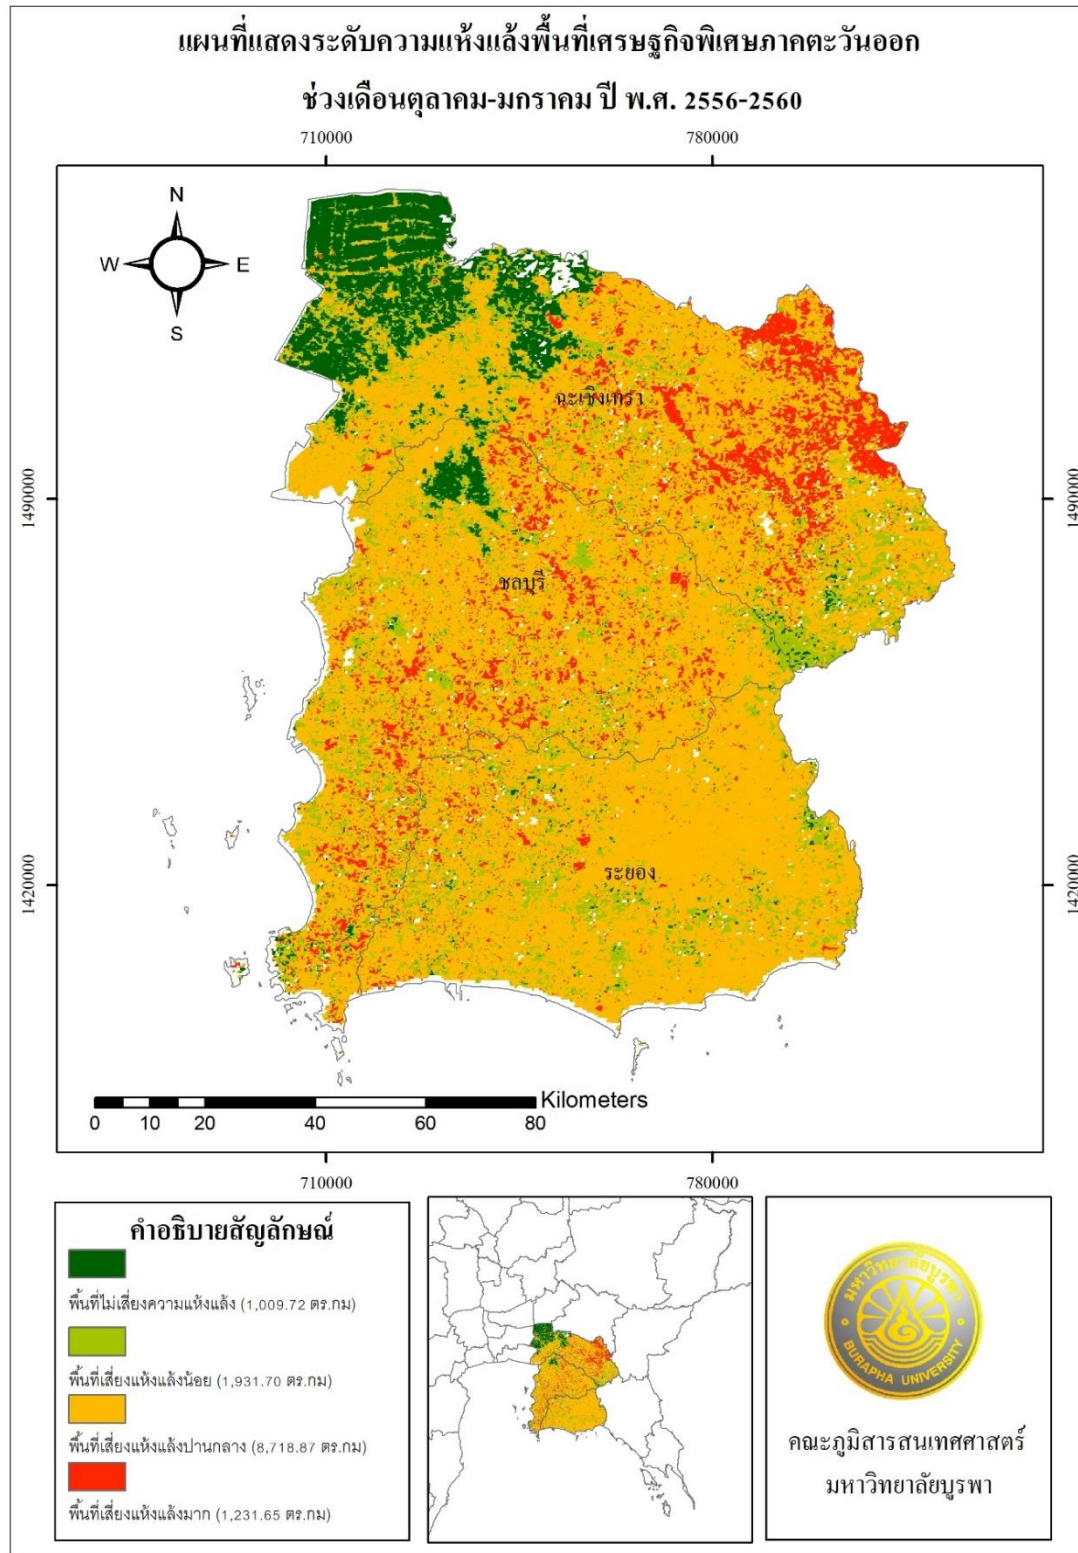 แผนที่แสดงระดับความแห้งแล้งพื้นที่เศรษฐกิจพิเศษภาคตะวันออก
ช่วงเดือนตุลาคม-มกราคม ปี พ.ศ. 2556-2560
710000
780000
N
W
E
S
ฉะเชิงเทรา
1490000
1490000
ชลบุรี
ระยอง
1420000
1420000
Kilometers
0 10 20 40 60 80
710000
780000
คำอธิบายสัญลักษณ์
พื้นที่ไม่เสี่ยงความแห้งแล้ง (1,009.72 ตร.กม)
พื้นที่เสี่ยงแห้งแล้งน้อย (1,931.70 ตร.กม)
พื้นที่เสี่ยงแห้งแล้งปานกลาง (8,718.87 ตร.กม)
พื้นที่เสี่ยงแห้งแล้งมาก (1,231.65 ตร.กม)
มหาวิทยาลัยบูรพา
BURAPHA UNIVERSITY
คณะภูมิสารสนเทศศาสตร์
มหาวิทยาลัยบูรพา